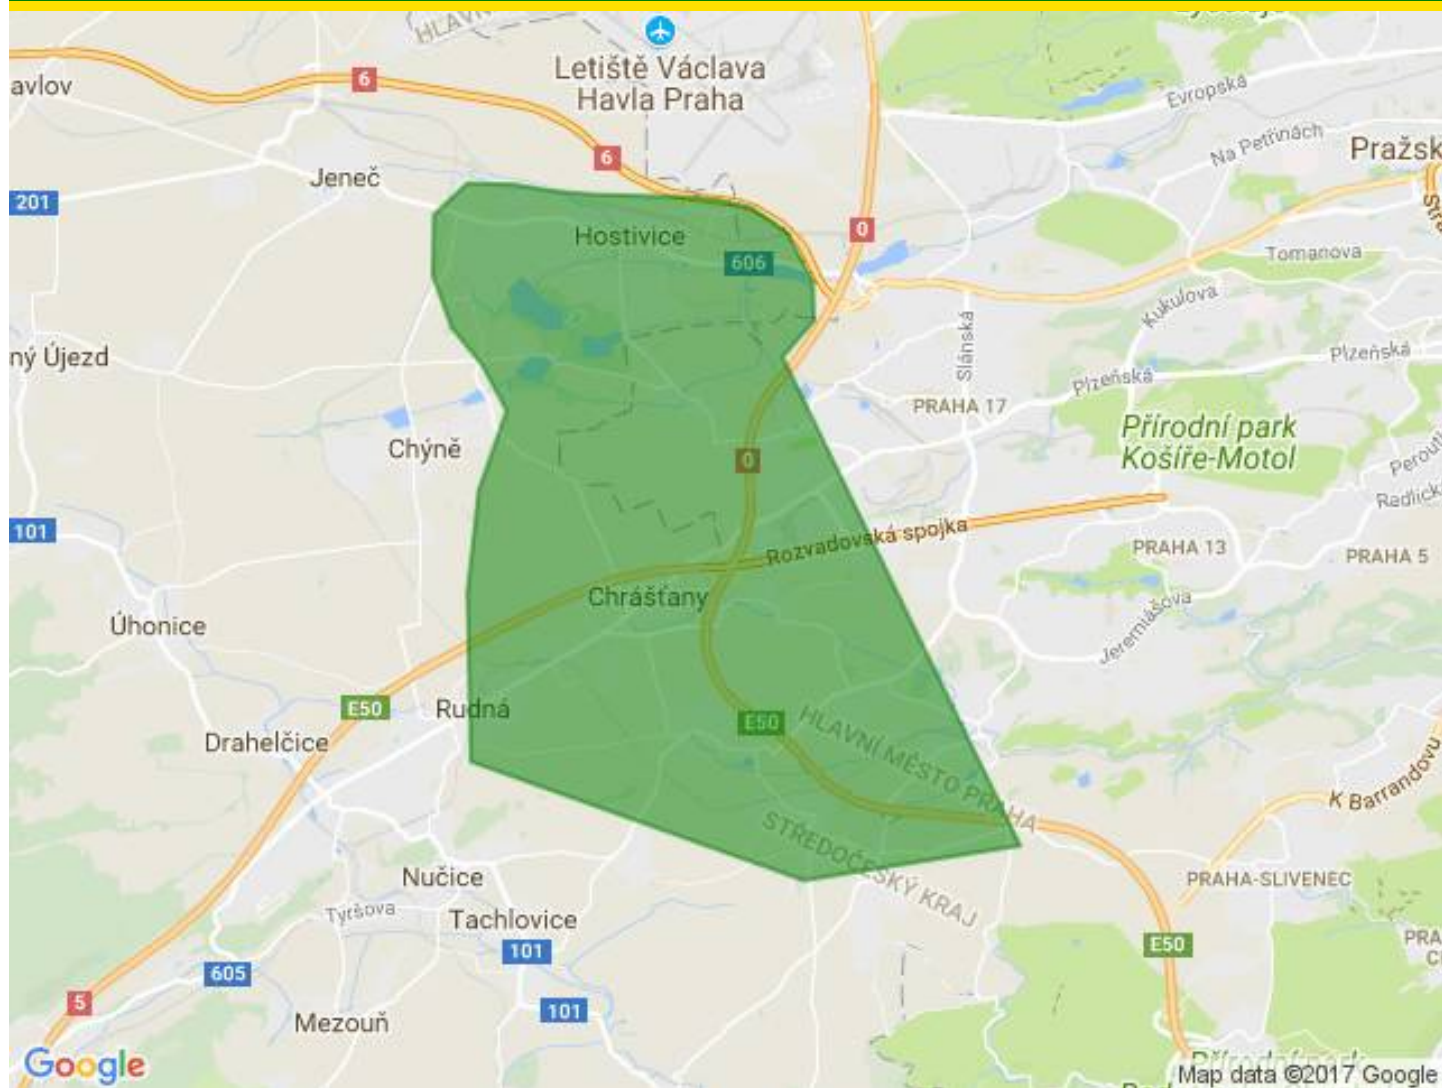 HLAVN
Letiště Václava
Havla Praha
6
avlov
Evropská
Na Petřinách
6
Pražsk
Jeneč
201
0
Hostivice
606
Tomanova
Kukulova
Slánská
ný Újezd
Plzeňská
Plzeňská
PRAHA 17
Přírodní park
Košíře-Motol
Chýně
0
Radlick
101
Rozvadovská spojka
PRAHA 13
PRAHA 5
Chrášťany
Jeremiášova
Úhonice
E50
Rudná
E50
HLAVNÍ MĚSTO PRAHA
Drahelčice
K Barrandovu
STŘEDOČESKÝ KRAJ
Nučice
PRAHA-SLIVENEC
Tyršova
Tachlovice
101
E50
PRA
605
5
101
Mezouň
Google
Map data ©2017 Google